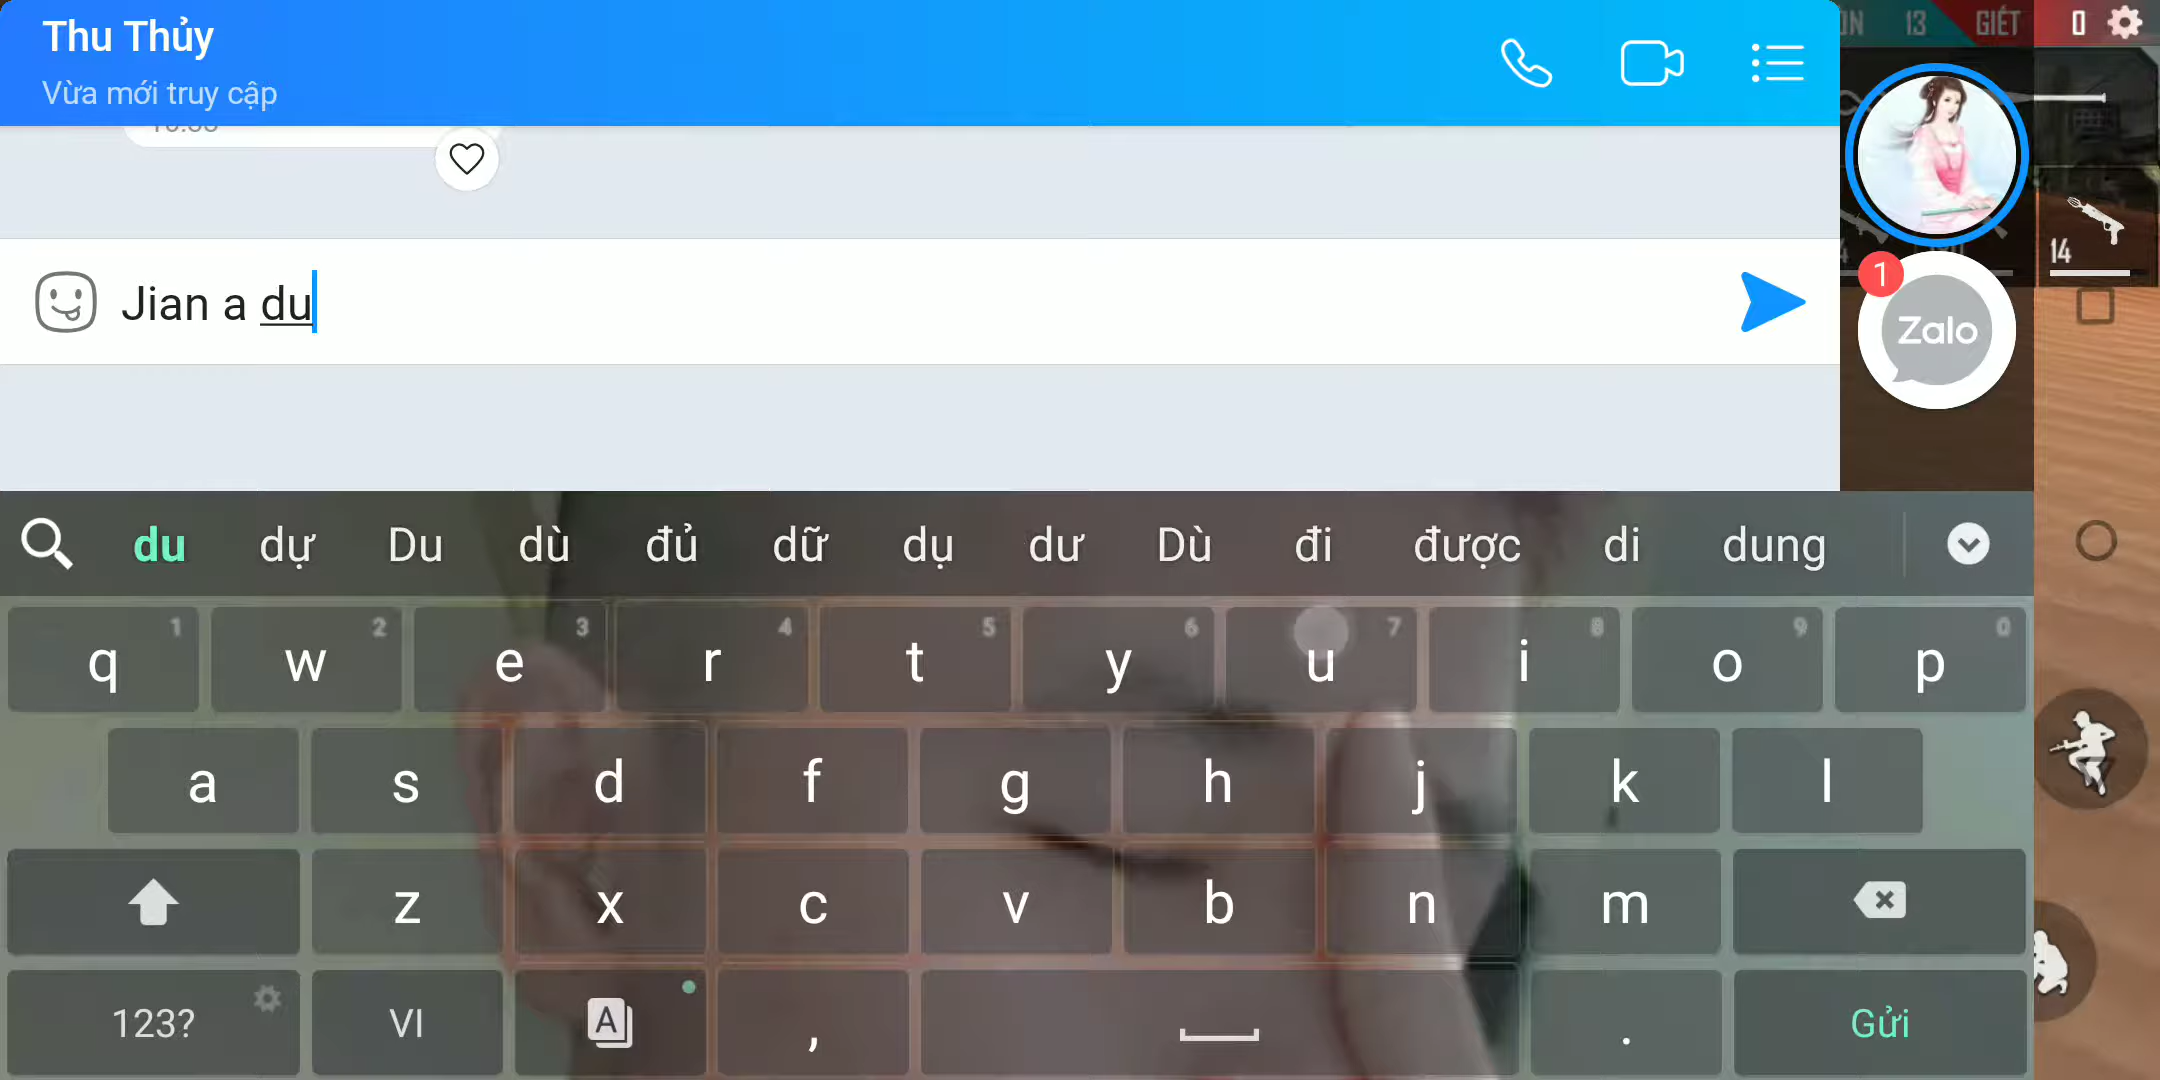 Thu Thủy
Vừa mới truy cập
13 GIẾT 0
14
Jian a du
1
Zalo
du dự Du dù đủ dữ dụ dư Dù đi được di dung
q 1 w 2 e 3 r 4 t 5 y 6 u 7 i 8 o 9 p 0
a s d f g h j k l
z x c v b n m
123? VI A , . Gửi